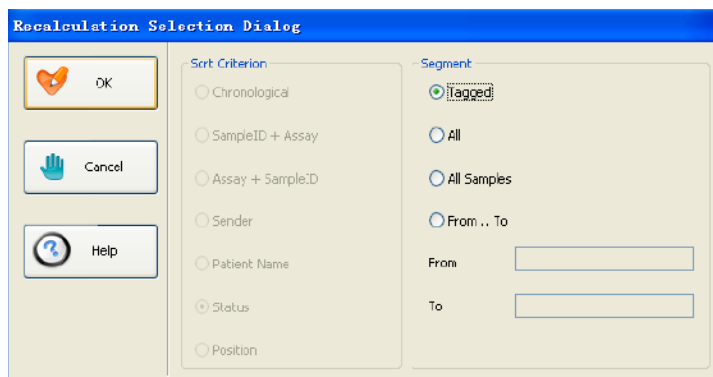 Recalculation Selection Dialog
OK
Cancel
Help
Sort Criterion
Chronological
SampleID + Assay
Assay + SampleID
Sender
Patient Name
Status
Position
Segment
Tagged
All
All Samples
From .. To
From
To